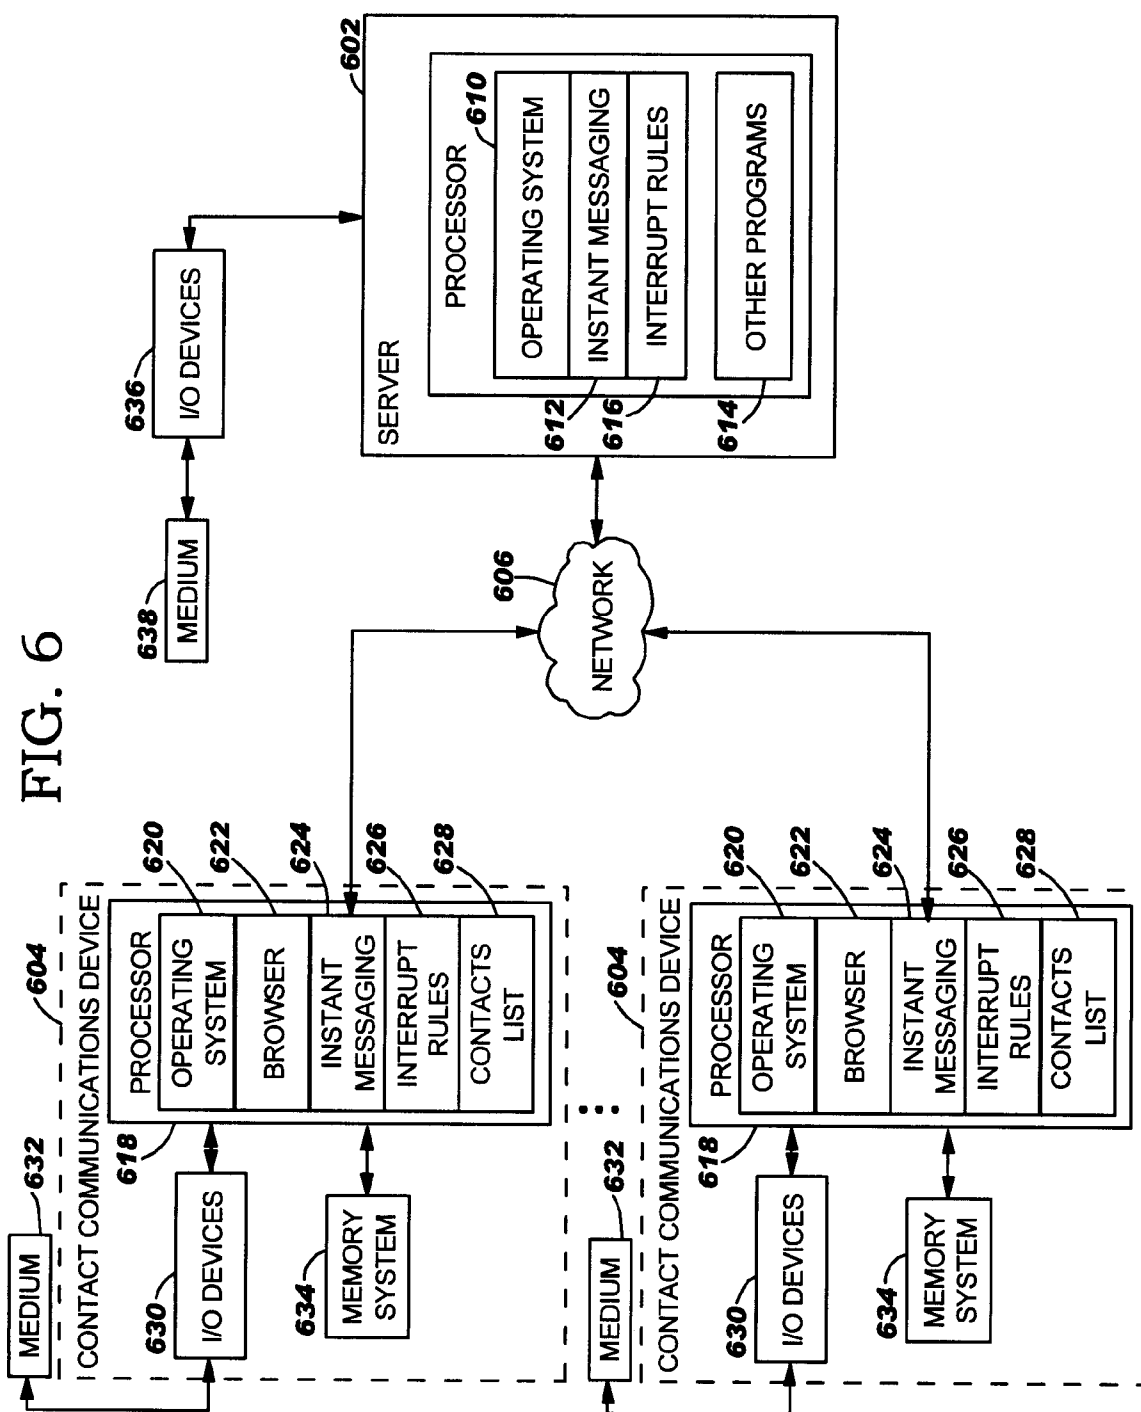 FIG. 6
632
MEDIUM
604
CONTACT COMMUNICATIONS DEVICE
618
PROCESSOR
620
OPERATING
SYSTEM
622
BROWSER
624
INSTANT
MESSAGING
626
INTERRUPT
RULES
628
CONTACTS
LIST
630
I/O DEVICES
634
MEMORY
SYSTEM
632
MEDIUM
604
CONTACT COMMUNICATIONS DEVICE
618
PROCESSOR
620
OPERATING
SYSTEM
622
BROWSER
624
INSTANT
MESSAGING
626
INTERRUPT
RULES
628
CONTACTS
LIST
630
I/O DEVICES
634
MEMORY
SYSTEM
606
NETWORK
638
MEDIUM
636
I/O DEVICES
602
SERVER
PROCESSOR
610
OPERATING SYSTEM
612
INSTANT MESSAGING
616
INTERRUPT RULES
614
OTHER PROGRAMS